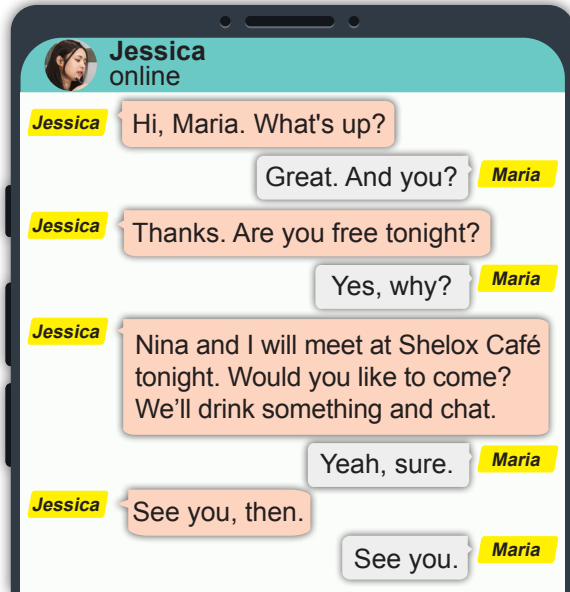 Jessica
online
Jessica
Hi, Maria. What's up?
Great. And you?
Maria
Jessica
Thanks. Are you free tonight?
Yes, why?
Maria
Jessica
Nina and I will meet at Shelox Café
tonight. Would you like to come?
We’ll drink something and chat.
Yeah, sure.
Maria
Jessica
See you, then.
See you.
Maria